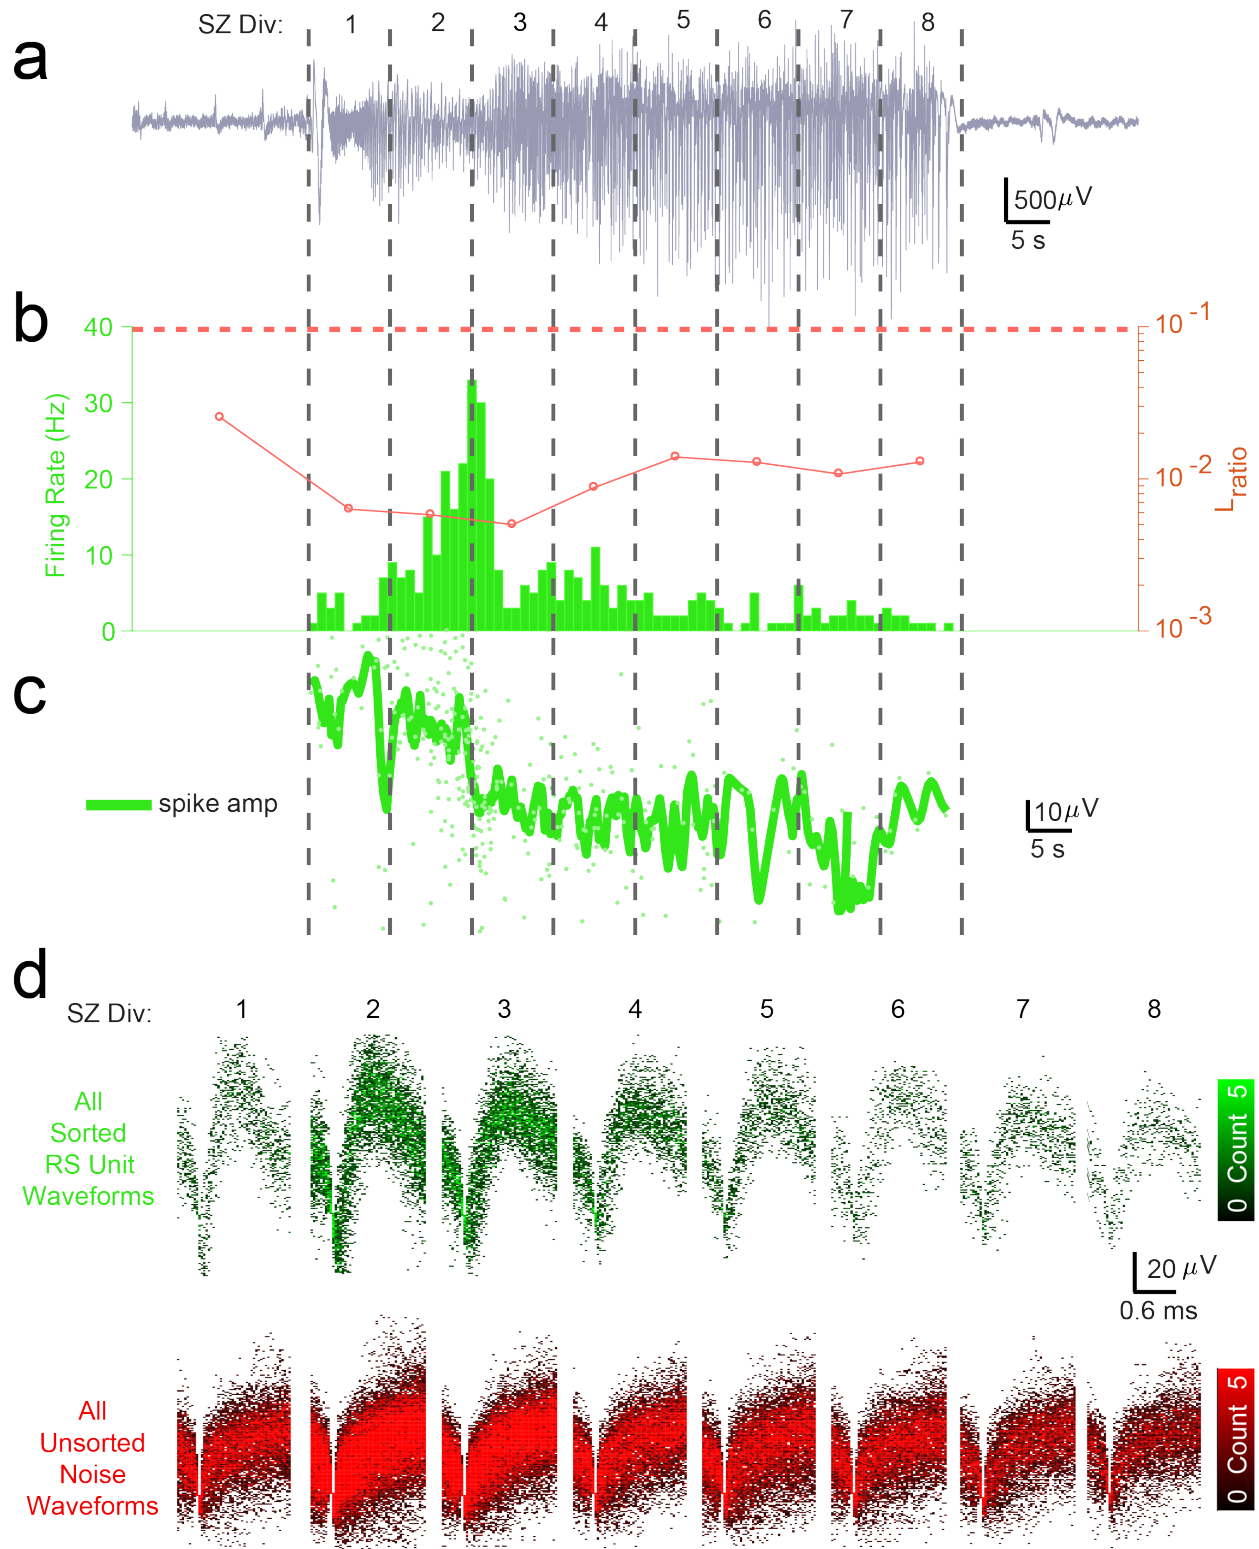 SZ Div: 1 2 3 4 5 6 7 8
a
500μV
5 s
b
40
30
20
10
0
Firing Rate (Hz)
10⁻¹
10⁻²
10⁻³
Lratio
c
spike amp
10μV
5 s
d
SZ Div: 1 2 3 4 5 6 7 8
All
Sorted
RS Unit
Waveforms
0 Count 5
20 μV
0.6 ms
All
Unsorted
Noise
Waveforms
0 Count 5